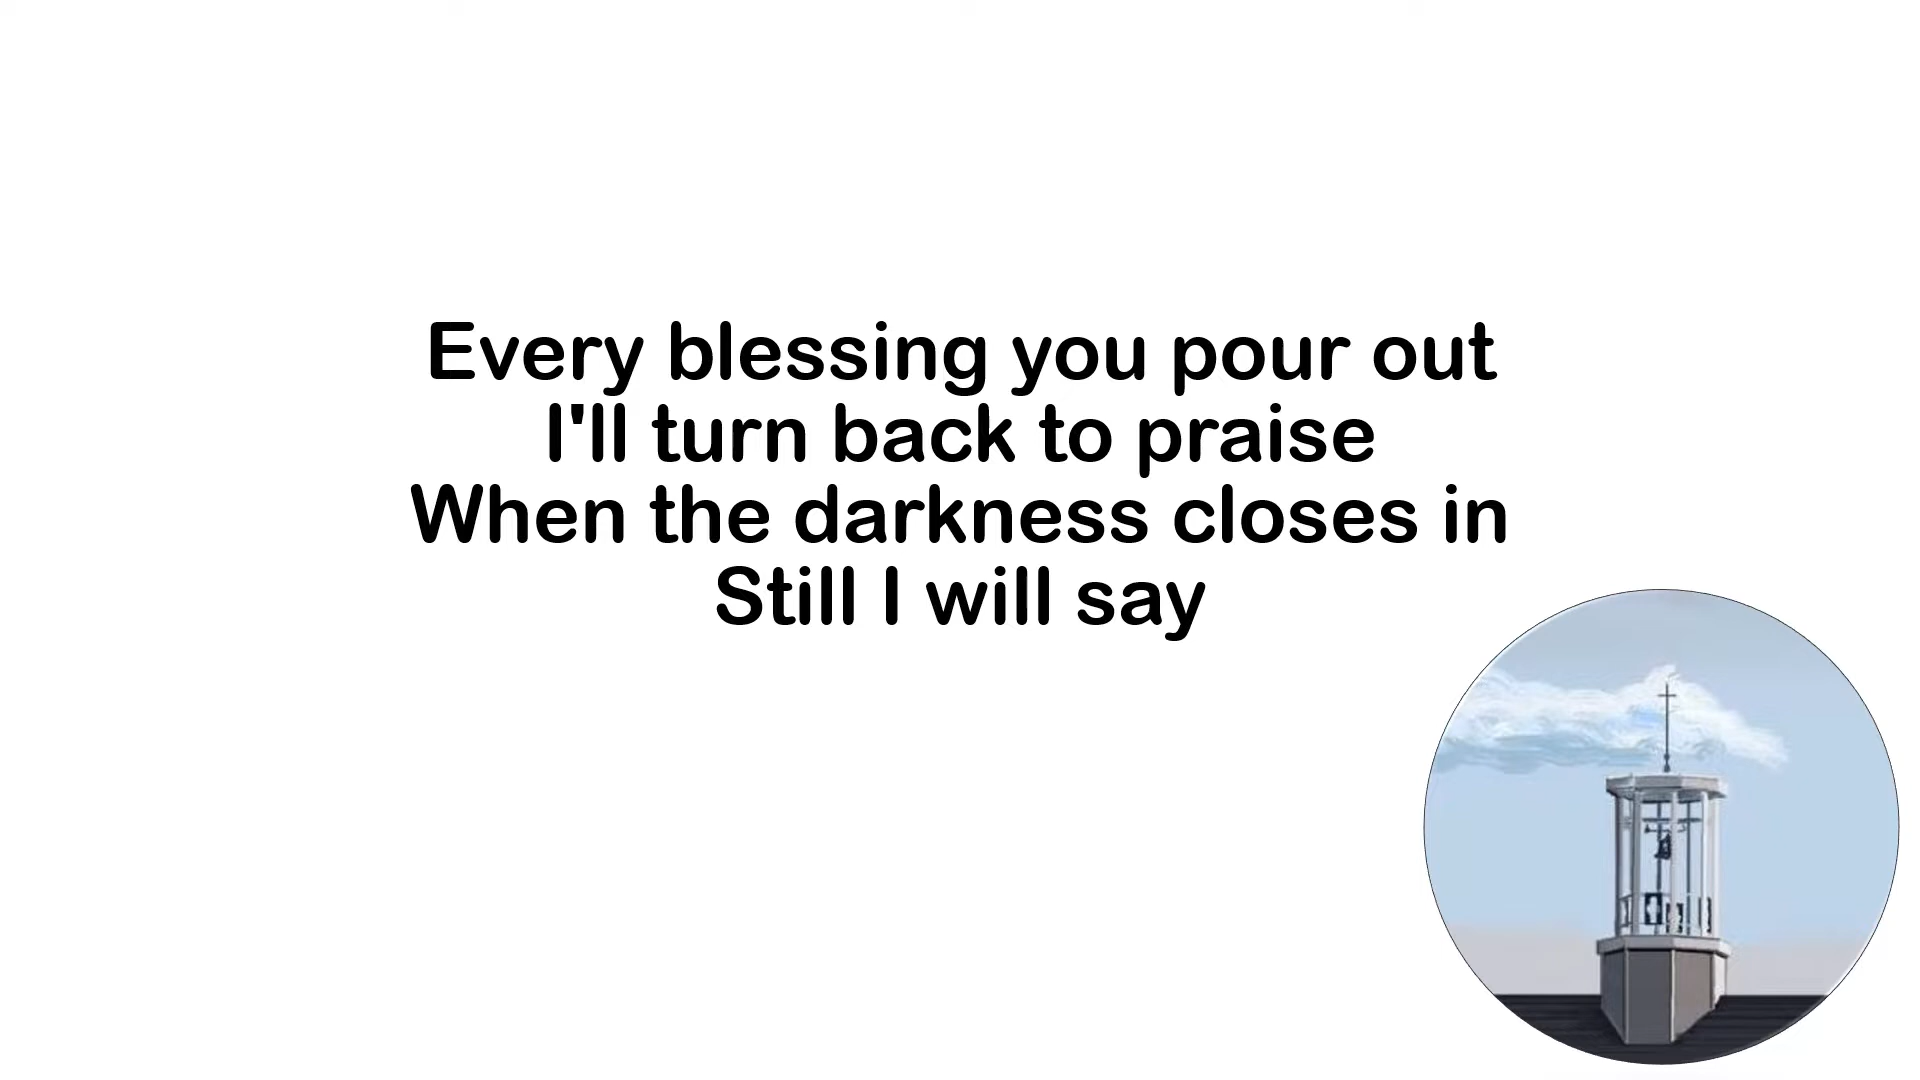 Every blessing you pour out
I'll turn back to praise
When the darkness closes in
Still I will say